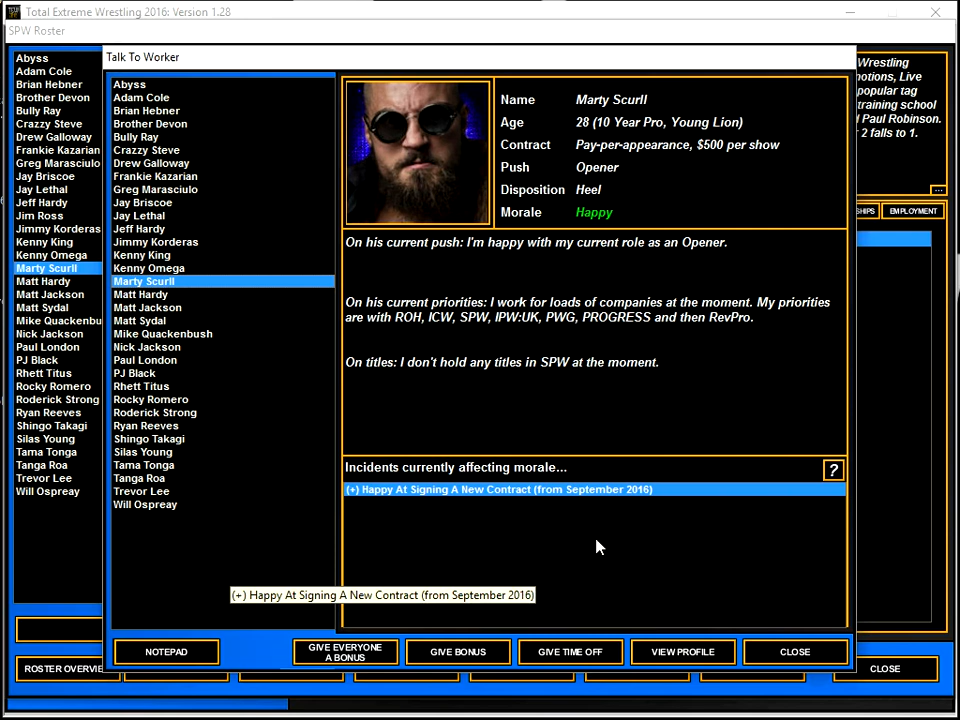 Total Extreme Wrestling 2016: Version 1.28
SPW Roster
Abyss
Adam Cole
Brian Hebner
Brother Devon
Bully Ray
Crazzy Steve
Drew Galloway
Frankie Kazarian
Greg Marasciulo
Jay Briscoe
Jay Lethal
Jeff Hardy
Jim Ross
Jimmy Korderas
Kenny King
Kenny Omega
Marty Scurll
Matt Hardy
Matt Jackson
Matt Sydal
Mike Quackenbu
Nick Jackson
Paul London
PJ Black
Rhett Titus
Rocky Romero
Roderick Strong
Ryan Reeves
Shingo Takagi
Silas Young
Tama Tonga
Tanga Roa
Trevor Lee
Will Ospreay
ROSTER OVERVIE
Talk To Worker
Abyss
Adam Cole
Brian Hebner
Brother Devon
Bully Ray
Crazzy Steve
Drew Galloway
Frankie Kazarian
Greg Marasciulo
Jay Briscoe
Jay Lethal
Jeff Hardy
Jimmy Korderas
Kenny King
Kenny Omega
Marty Scurll
Matt Hardy
Matt Jackson
Matt Sydal
Mike Quackenbush
Nick Jackson
Paul London
PJ Black
Rhett Titus
Rocky Romero
Roderick Strong
Ryan Reeves
Shingo Takagi
Silas Young
Tama Tonga
Tanga Roa
Trevor Lee
Will Ospreay
Name Marty Scurll
Age 28 (10 Year Pro, Young Lion)
Contract Pay-per-appearance, $500 per show
Push Opener
Disposition Heel
Morale Happy
On his current push: I'm happy with my current role as an Opener.
On his current priorities: I work for loads of companies at the moment. My priorities
are with ROH, ICW, SPW, IPW:UK, PWG, PROGRESS and then RevPro.
On titles: I don't hold any titles in SPW at the moment.
Incidents currently affecting morale...
?
(+) Happy At Signing A New Contract (from September 2016)
(+) Happy At Signing A New Contract (from September 2016)
NOTEPAD
GIVE EVERYONE
A BONUS
GIVE BONUS
GIVE TIME OFF
VIEW PROFILE
CLOSE
Wrestling
notions, Live
popular tag
training school
Paul Robinson.
2 falls to 1.
...
SHIPS
EMPLOYMENT
CLOSE